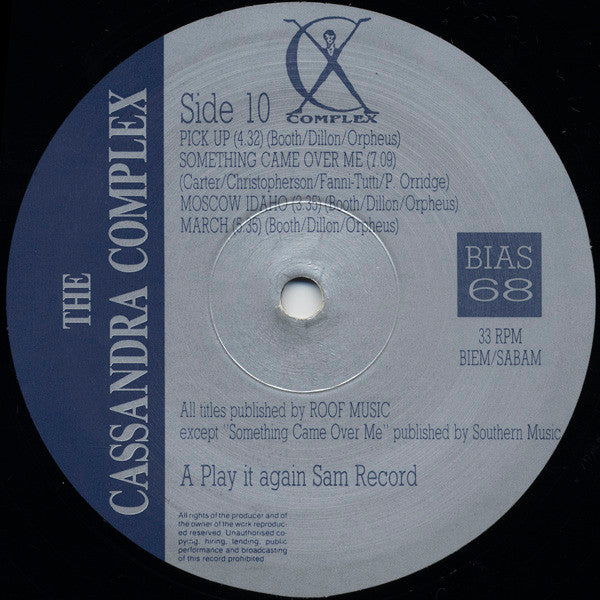 THE
CASSANDRA COMPLEX
CX
COMPLEX
Side 10
PICK UP (4.32) (Booth/Dillon/Orpheus)
SOMETHING CAME OVER ME (7.09)
(Carter/Christopherson/Fanni-Tutti/P. Orridge)
MOSCOW IDAHO (3.35) (Booth/Dillon/Orpheus)
MARCH (5.35) (Booth/Dillon/Orpheus)
BIAS
68
33 RPM
BIEM/SABAM
All titles published by ROOF MUSIC
except "Something Came Over Me" published by Southern Music
A Play it again Sam Record
All rights of the producer and of
the owner of the work reproduc-
ed reserved. Unauthorised co-
pying, hiring, lending, public
performance and broadcasting
of this record prohibited.